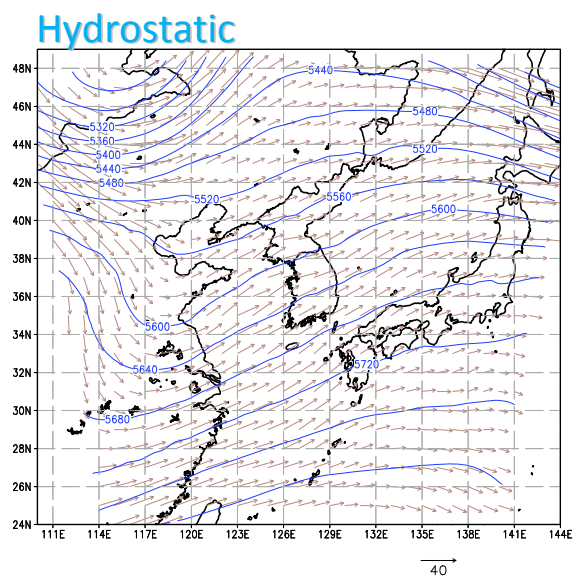 Hydrostatic
48N
5440
46N
5480
5320
44N
5360
5520
5400
5440
42N
5480
5520
5560
5600
40N
38N
36N
5600
34N
5640
5720
32N
30N
5680
28N
26N
24N
111E 114E 117E 120E 123E 126E 129E 132E 135E 138E 141E 144E
40